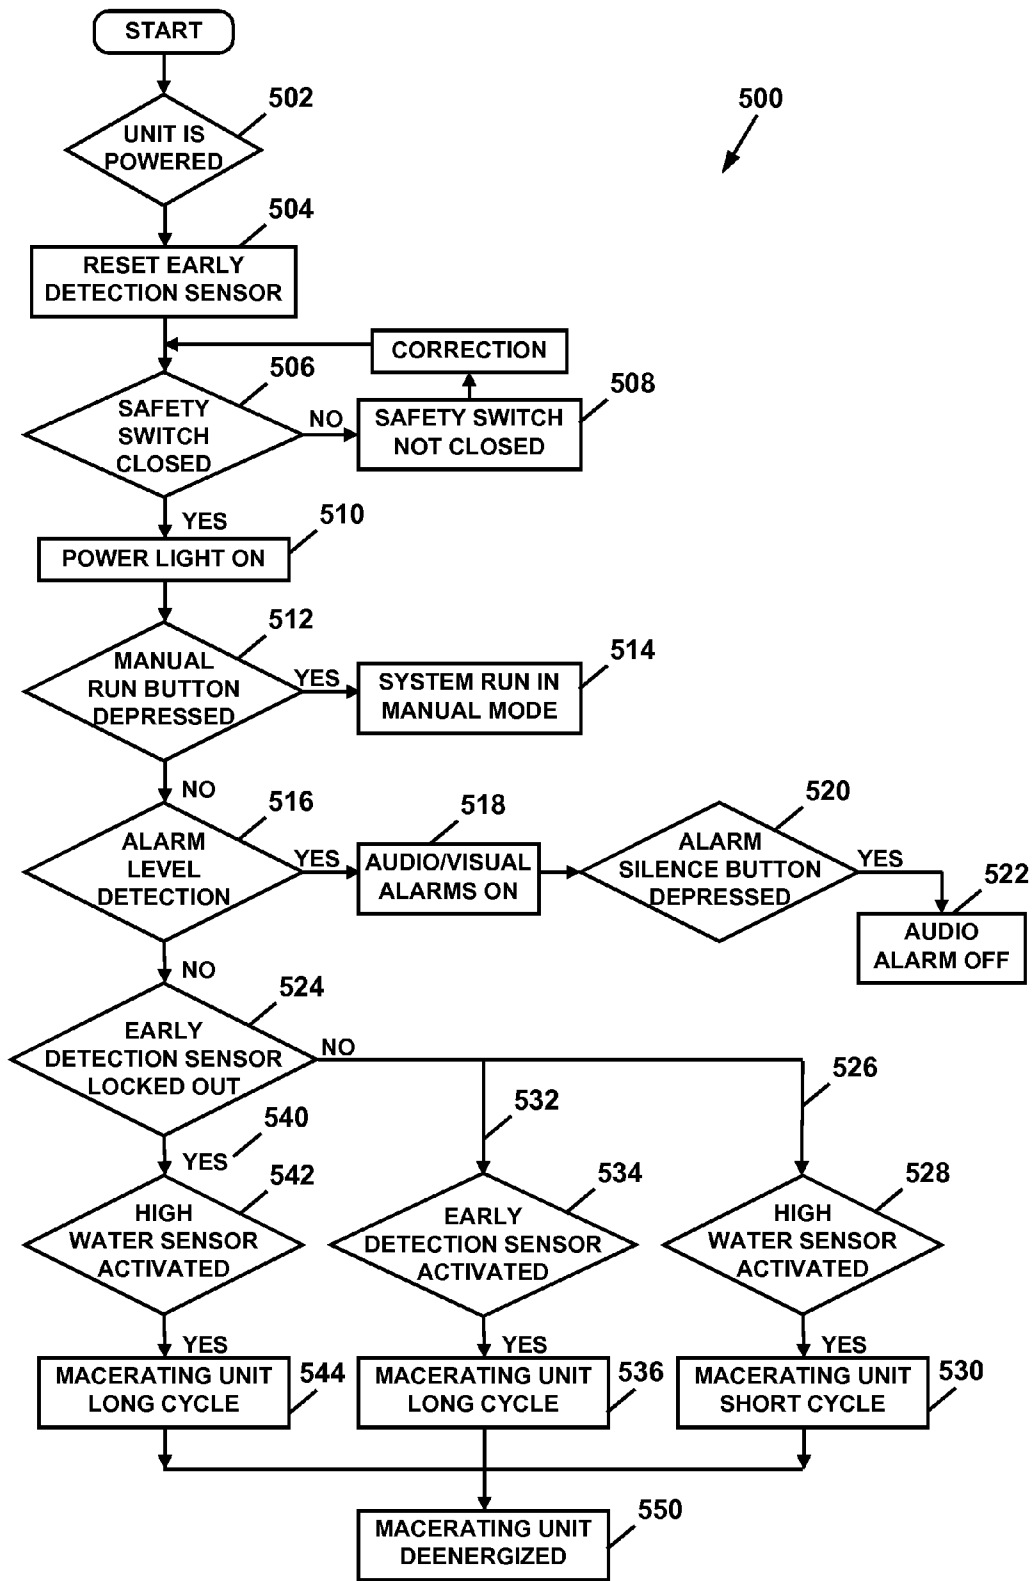 START
502
500
UNIT IS
POWERED
504
RESET EARLY
DETECTION SENSOR
CORRECTION
506
508
SAFETY
SWITCH
CLOSED
NO
SAFETY SWITCH
NOT CLOSED
YES
510
POWER LIGHT ON
512
514
MANUAL
RUN BUTTON
DEPRESSED
YES
SYSTEM RUN IN
MANUAL MODE
NO
516
518
520
ALARM
LEVEL
DETECTION
YES
AUDIO/VISUAL
ALARMS ON
ALARM
SILENCE BUTTON
DEPRESSED
YES
522
AUDIO
ALARM OFF
NO
524
EARLY
DETECTION SENSOR
LOCKED OUT
NO
526
532
540
YES
542
534
528
HIGH
WATER SENSOR
ACTIVATED
EARLY
DETECTION SENSOR
ACTIVATED
HIGH
WATER SENSOR
ACTIVATED
YES
YES
YES
MACERATING UNIT
LONG CYCLE
544
MACERATING UNIT
LONG CYCLE
536
MACERATING UNIT
SHORT CYCLE
530
550
MACERATING UNIT
DEENERGIZED